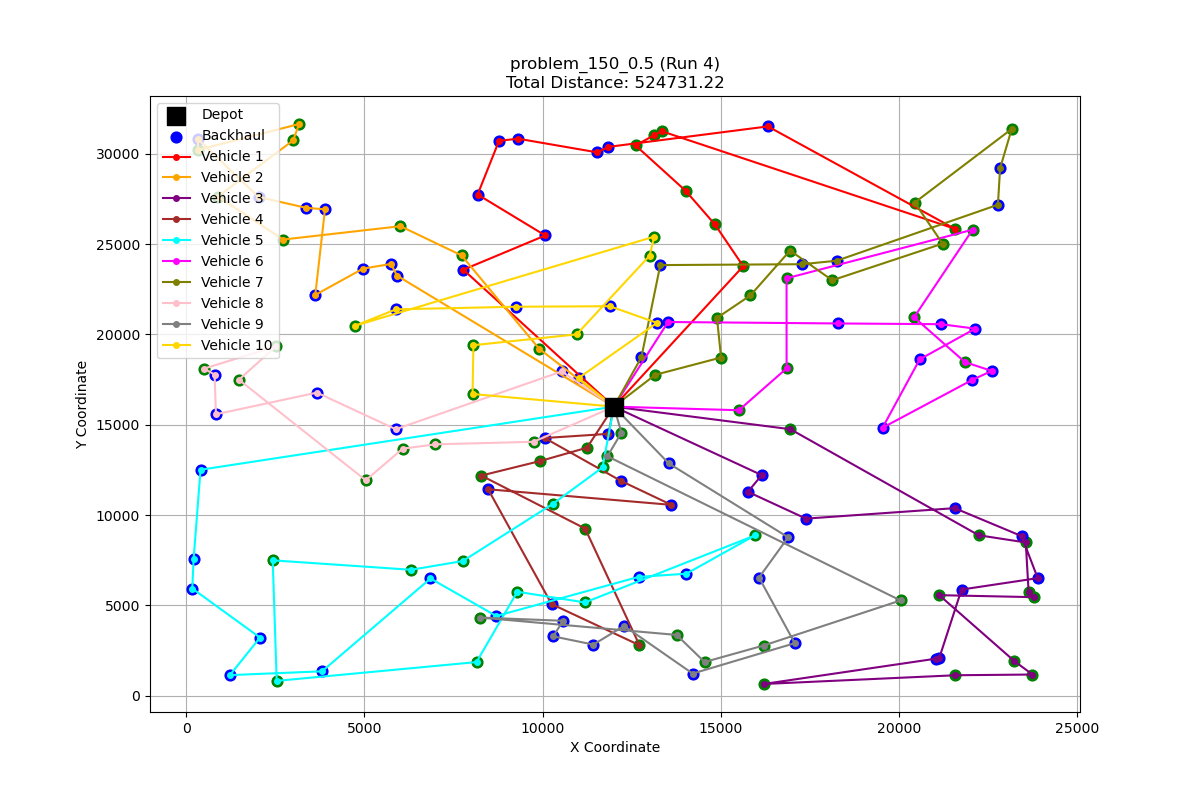 problem_150_0.5 (Run 4)
Total Distance: 524731.22
Depot
Backhaul
Vehicle 1
Vehicle 2
Vehicle 3
Vehicle 4
Vehicle 5
Vehicle 6
Vehicle 7
Vehicle 8
Vehicle 9
Vehicle 10
30000
25000
20000
15000
10000
5000
0
Y Coordinate
0
5000
10000
15000
20000
25000
X Coordinate